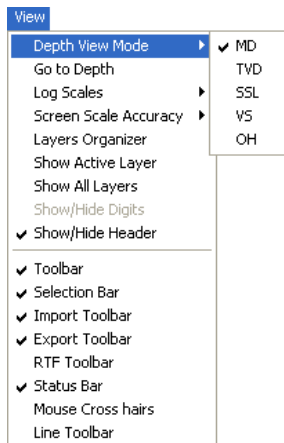 View
Depth View Mode
MD
Go to Depth
TVD
Log Scales
SSL
Screen Scale Accuracy
VS
Layers Organizer
OH
Show Active Layer
Show All Layers
Show/Hide Digits
Show/Hide Header
Toolbar
Selection Bar
Import Toolbar
Export Toolbar
RTF Toolbar
Status Bar
Mouse Cross hairs
Line Toolbar